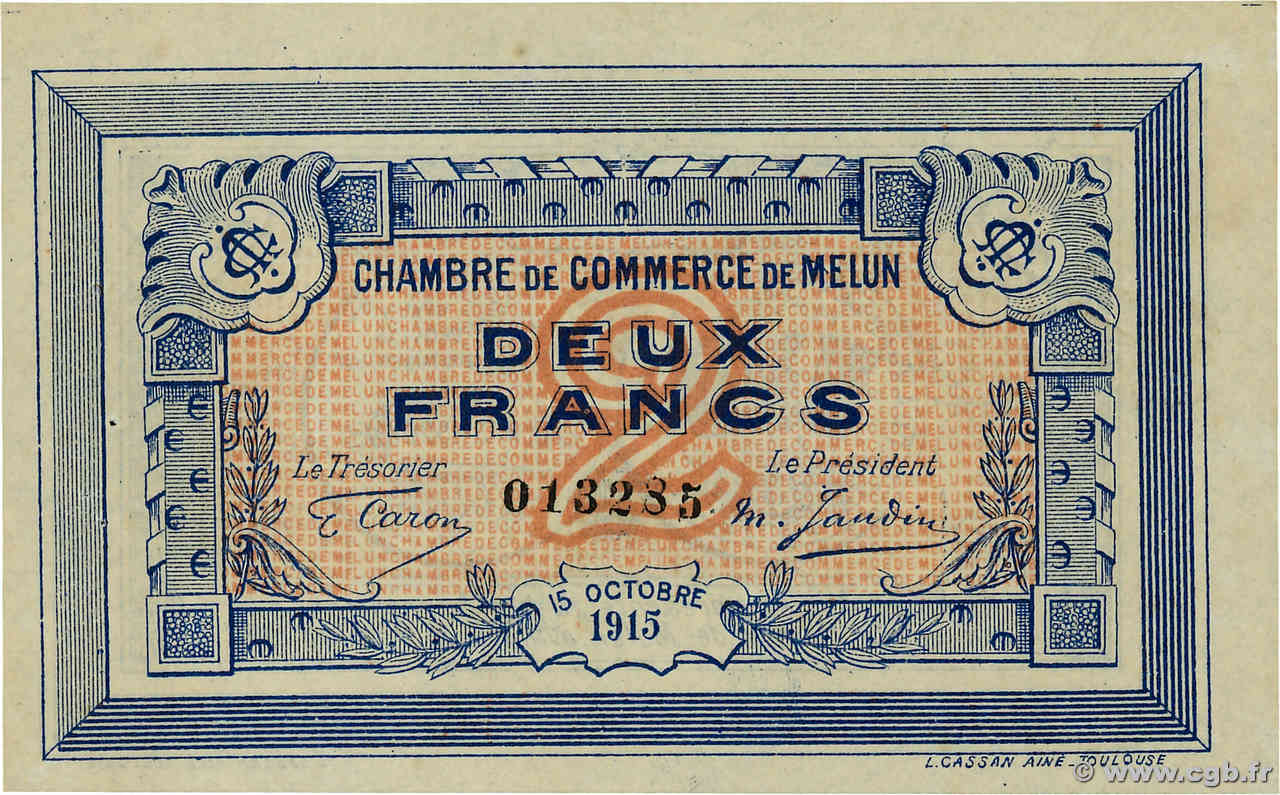 CHAMBRE DE COMMERCE DE MELUN
DEUX
FRANCS
Le Trésorier
Le Président
013285
E Caron
M. Jaudin
15 OCTOBRE
1915
L. CASSAN AINÉ - TOULOUSE
© www.cgb.fr